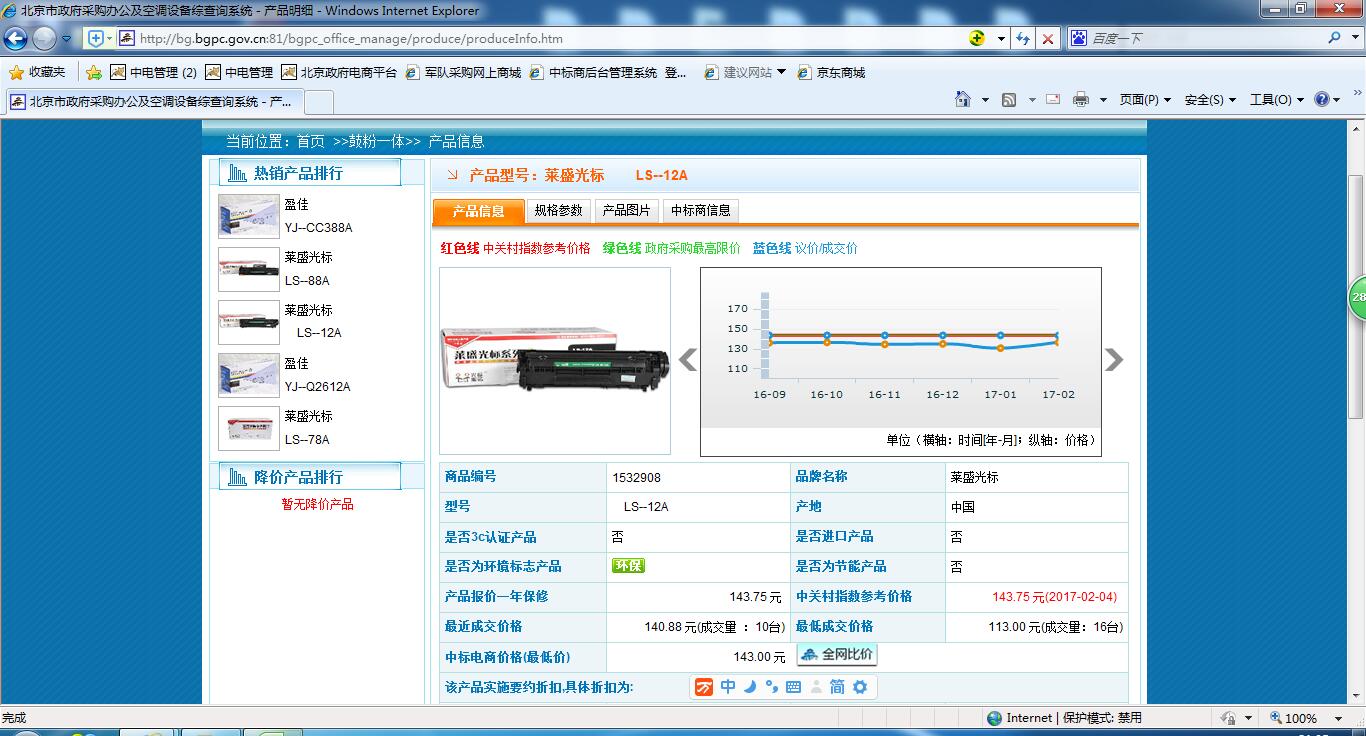 北京市政府采购办公及空调设备综查询系统 - 产品明细 - Windows Internet Explorer
http://bg.bgpc.gov.cn:81/bgpc_office_manage/produce/produceInfo.htm
百度一下
收藏夹 中电管理 (2) 中电管理 北京政府电商平台 军队采购网上商城 中标商后台管理系统 登... 建议网站 京东商城
北京市政府采购办公及空调设备综查询系统 - 产...
页面(P) 安全(S) 工具(O)
当前位置：首页 >>鼓粉一体>> 产品信息
热销产品排行
盈佳
YJ--CC388A
莱盛光标
LS--88A
莱盛光标
LS--12A
盈佳
YJ--Q2612A
莱盛光标
LS--78A
降价产品排行
暂无降价产品
产品型号：莱盛光标 LS--12A
产品信息 规格参数 产品图片 中标商信息
红色线 中关村指数参考价格 绿色线 政府采购最高限价 蓝色线 议价/成交价
莱盛光标系列
170
150
130
110
16-09 16-10 16-11 16-12 17-01 17-02
单位（横轴：时间[年-月]；纵轴：价格）
28
商品编号 1532908 品牌名称 莱盛光标
型号 LS--12A 产地 中国
是否3c认证产品 否 是否进口产品 否
是否为环境标志产品 环保 是否为节能产品 否
产品报价一年保修 143.75 元 中关村指数参考价格 143.75 元(2017-02-04)
最近成交价格 140.88 元(成交量 ：10台) 最低成交价格 113.00 元(成交量：16台)
中标电商价格(最低价) 143.00 元 全网比价
该产品实施要约折扣,具体折扣为:
万 中 简
完成
Internet | 保护模式: 禁用
100%